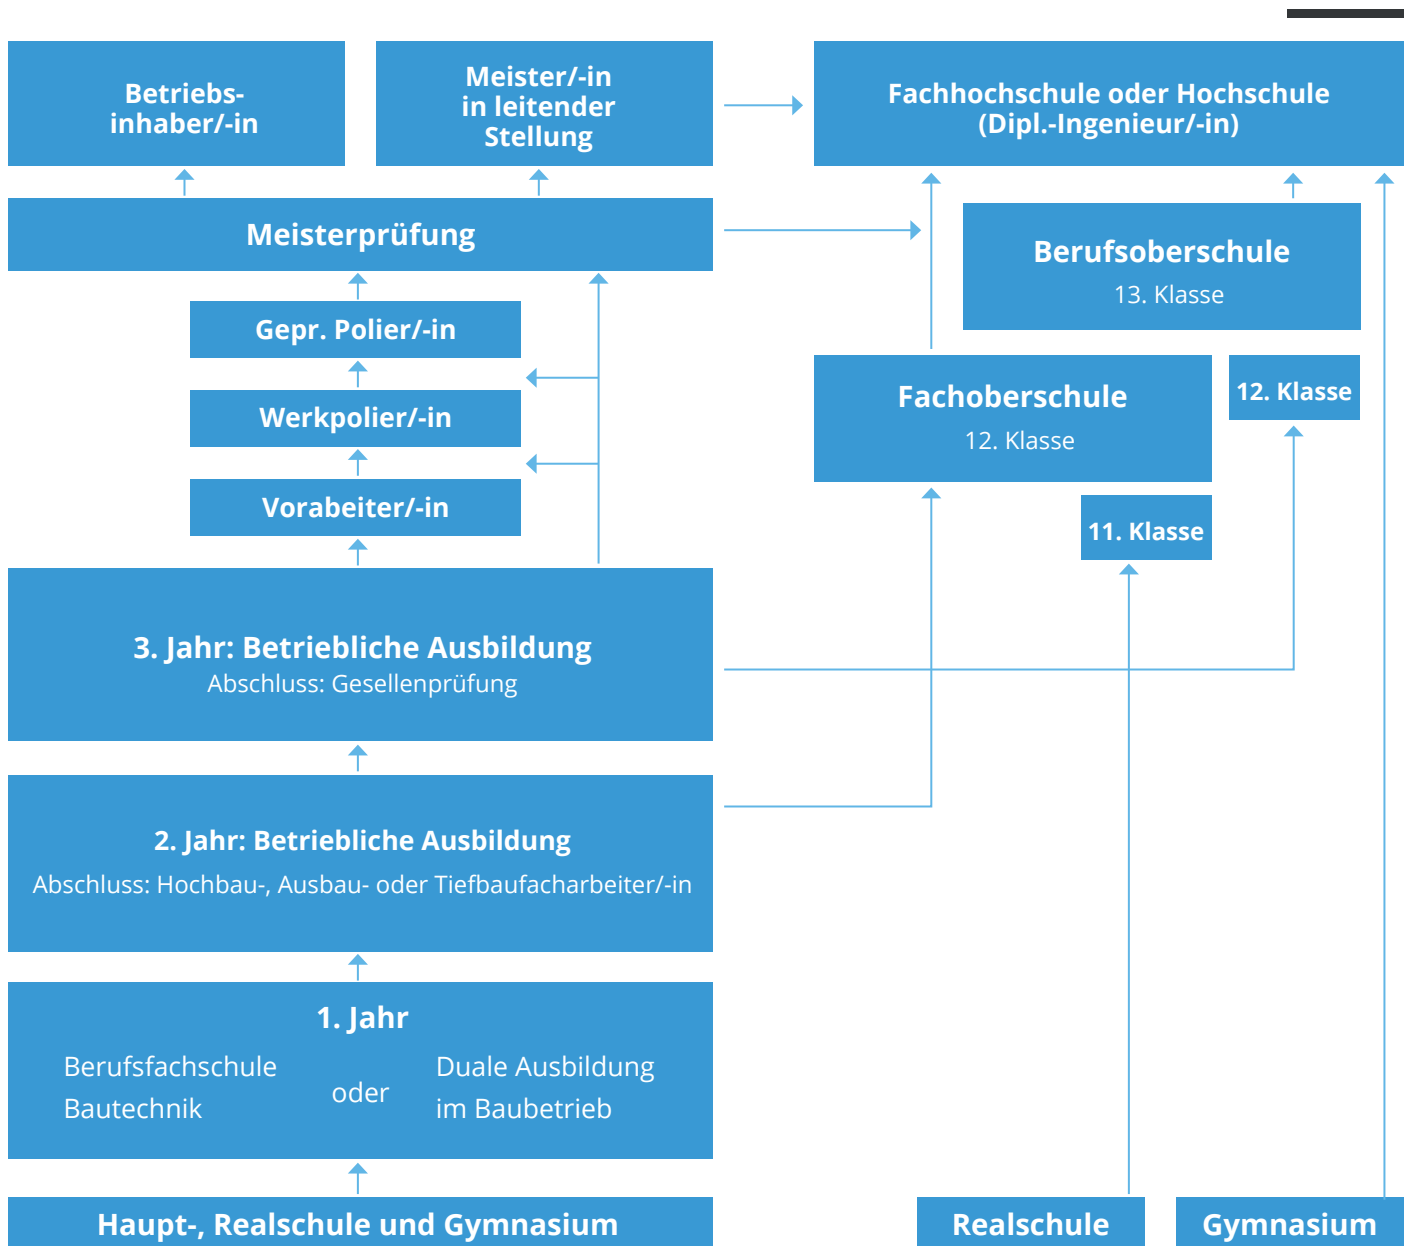 Betriebs-
inhaber/-in
Meister/-in
in leitender
Stellung
Fachhochschule oder Hochschule
(Dipl.-Ingenieur/-in)
Meisterprüfung
Berufsoberschule
13. Klasse
Gepr. Polier/-in
Werkpolier/-in
Fachoberschule
12. Klasse
12. Klasse
Vorabeiter/-in
11. Klasse
3. Jahr: Betriebliche Ausbildung
Abschluss: Gesellenprüfung
2. Jahr: Betriebliche Ausbildung
Abschluss: Hochbau-, Ausbau- oder Tiefbaufacharbeiter/-in
1. Jahr
Berufsfachschule
Bautechnik
oder
Duale Ausbildung
im Baubetrieb
Haupt-, Realschule und Gymnasium
Realschule
Gymnasium